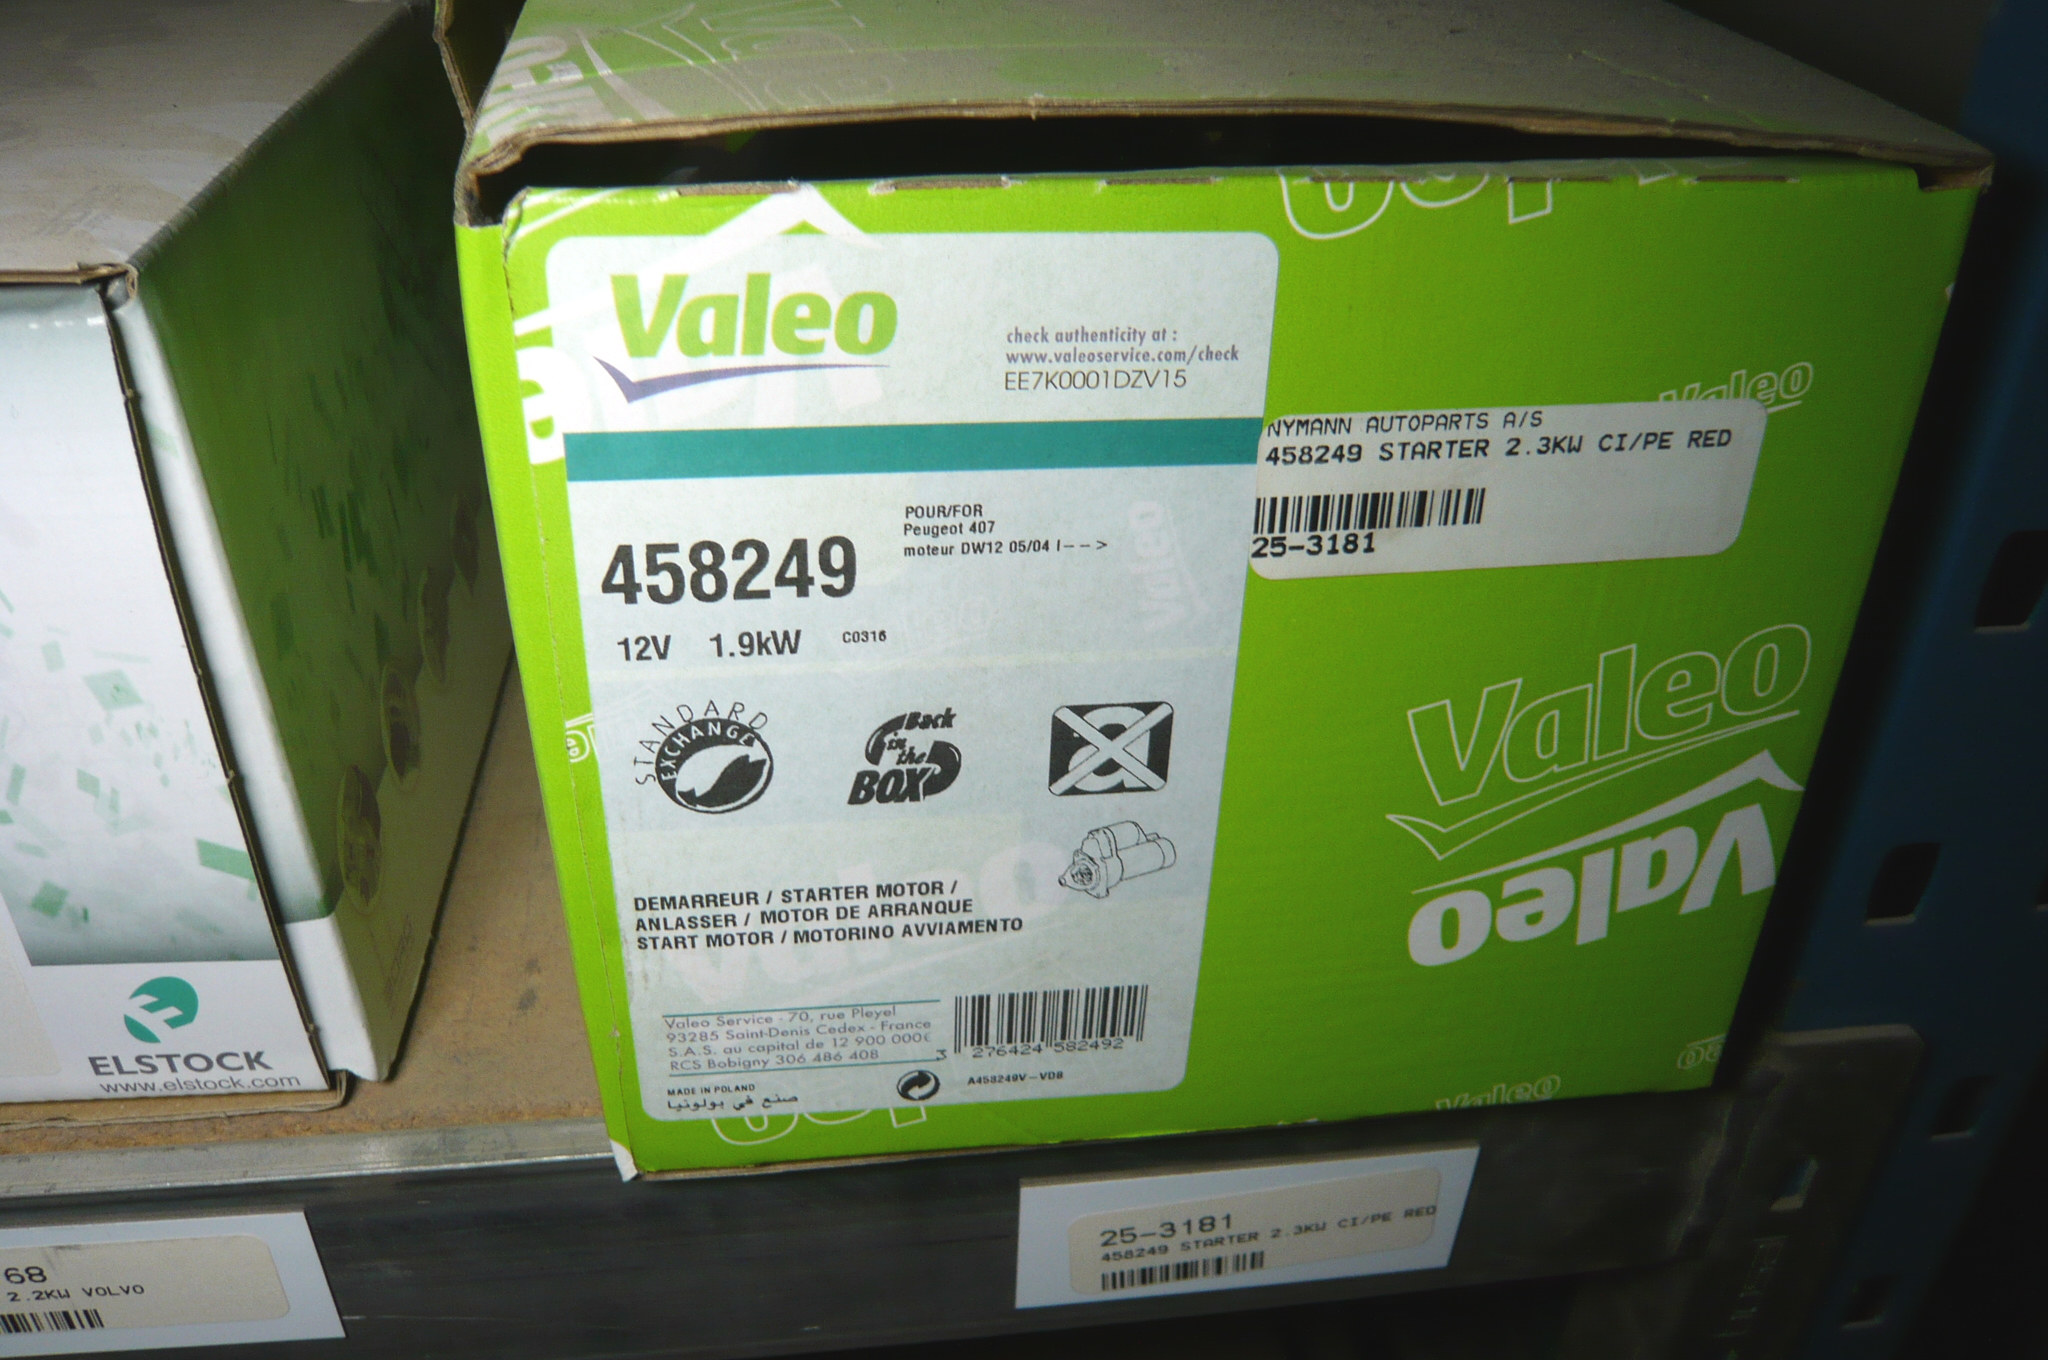 Valeo
check authenticity at :
www.valeoservice.com/check
EE7K0001DZV15
458249
12V 1.9kW C0316
POUR/FOR
Peugeot 407
moteur DW12 05/04 I-->
STANDARD
EXCHANGE
Back
in
the
BOX
a
DEMARREUR / STARTER MOTOR /
ANLASSER / MOTOR DE ARRANQUE
START MOTOR / MOTORINO AVVIAMENTO
Valeo Service - 70, rue Pleyel
93285 Saint-Denis Cedex - France
S.A.S. au capital de 12 900 000€
RCS Bobigny 306 486 408
3 276424 582492
MADE IN POLAND
صنع في بولونيا
A458249V-VDB
NYMANN AUTOPARTS A/S
458249 STARTER 2.3KW CI/PE RED
25-3181
Valeo
Valeo
Valeo
Valeo
ELSTOCK
www.elstock.com
68
2.2KW VOLVO
25-3181
458249 STARTER 2.3KW CI/PE RED